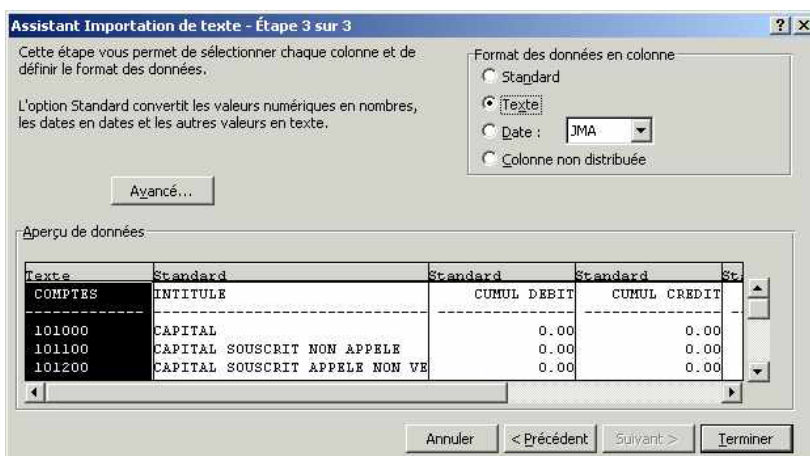 Assistant Importation de texte - Étape 3 sur 3
Cette étape vous permet de sélectionner chaque colonne et de
définir le format des données.
L'option Standard convertit les valeurs numériques en nombres,
les dates en dates et les autres valeurs en texte.
Format des données en colonne
Standard
Texte
Date : JMA
Colonne non distribuée
Avancé...
Aperçu de données
Texte Standard Standard Standard
COMPTES INTITULE CUMUL DEBIT CUMUL CREDIT
101000 CAPITAL 0.00 0.00
101100 CAPITAL SOUSCRIT NON APPELE 0.00 0.00
101200 CAPITAL SOUSCRIT APPELE NON VE 0.00 0.00
Annuler < Précédent Suivant > Terminer